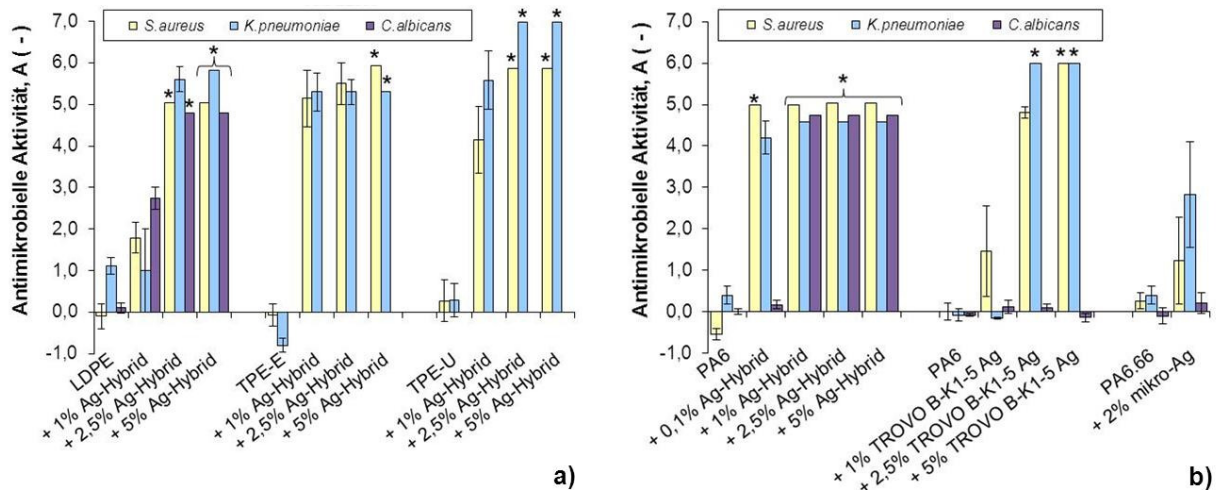 Antimikrobielle Aktivität, A ( - )
7,0
6,0
5,0
4,0
3,0
2,0
1,0
0,0
-1,0
S.aureus K.pneumoniae C.albicans
* * * * * * * * * *
LDPE
+ 1% Ag-Hybrid
+ 2,5% Ag-Hybrid
+ 5% Ag-Hybrid
TPE-E
+ 1% Ag-Hybrid
+ 2,5% Ag-Hybrid
+ 5% Ag-Hybrid
TPE-U
+ 1% Ag-Hybrid
+ 2,5% Ag-Hybrid
+ 5% Ag-Hybrid
a)
Antimikrobielle Aktivität, A ( - )
7,0
6,0
5,0
4,0
3,0
2,0
1,0
0,0
-1,0
S.aureus K.pneumoniae C.albicans
* * * * *
PA6
+ 0,1% Ag-Hybrid
+ 1% Ag-Hybrid
+ 2,5% Ag-Hybrid
+ 5% Ag-Hybrid
PA6
+ 1% TROVO B-K1-5 Ag
+ 2,5% TROVO B-K1-5 Ag
+ 5% TROVO B-K1-5 Ag
PA6.66
+ 2% mikro-Ag
b)